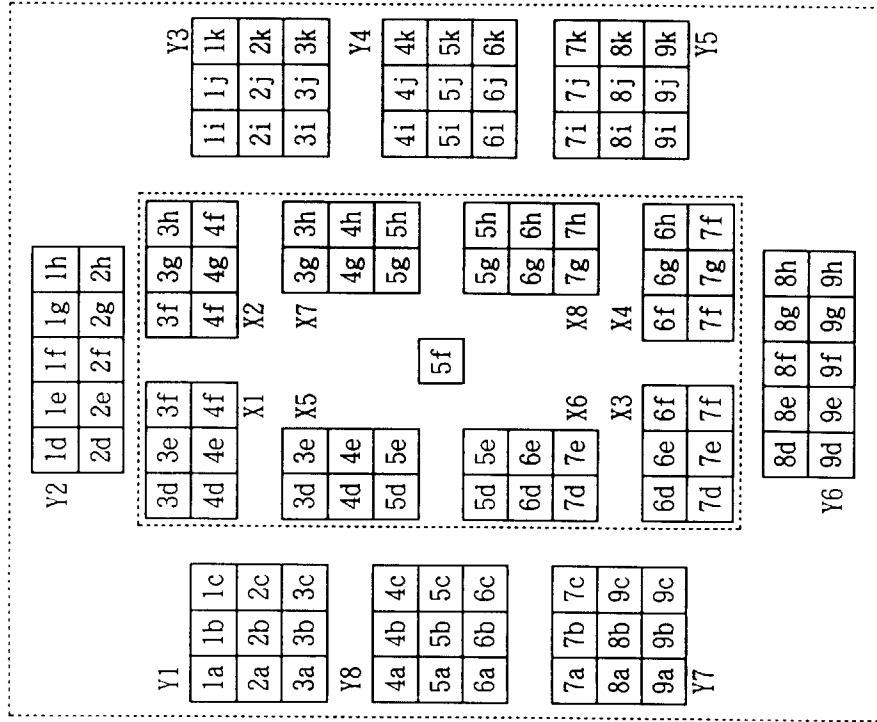 Y2
1d 1e 1f 1g 1h
2d 2e 2f 2g 2h
Y1
1a 1b 1c
2a 2b 2c
3a 3b 3c
3d 3e 3f
4d 4e 4f
X1
3f 3g 3h
4f 4g 4f
X2
Y3
1i 1j 1k
2i 2j 2k
3i 3j 3k
X5
3d 3e
4d 4e
5d 5e
X7
3g 3h
4g 4h
5g 5h
Y8
4a 4b 4c
5a 5b 5c
6a 6b 6c
5f
Y4
4i 4j 4k
5i 5j 5k
6i 6j 6k
5d 5e
6d 6e
7d 7e
X6
5g 5h
6g 6h
7g 7h
X8
7a 7b 7c
8a 8b 9c
9a 9b 9c
Y7
X3
6d 6e 6f
7d 7e 7f
X4
6f 6g 6h
7f 7g 7f
7i 7j 7k
8i 8j 8k
9i 9j 9k
Y5
8d 8e 8f 8g 8h
9d 9e 9f 9g 9h
Y6